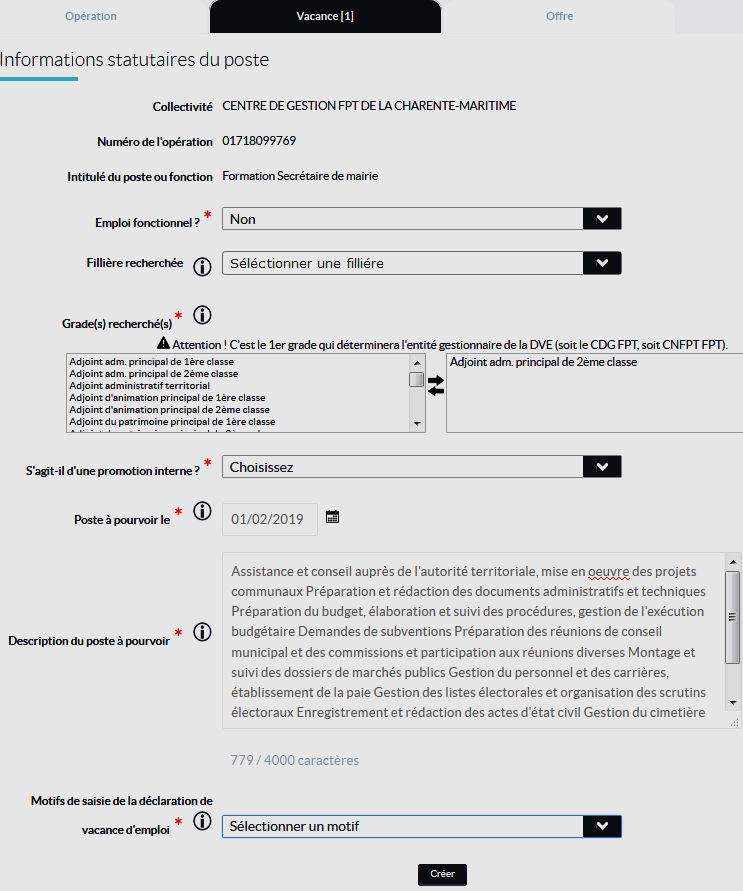 Opération
Vacance [1]
Offre
Informations statutaires du poste
Collectivité CENTRE DE GESTION FPT DE LA CHARENTE-MARITIME
Numéro de l'opération 01718099769
Intitulé du poste ou fonction Formation Secrétaire de mairie
Emploi fonctionnel ? * Non
Fillière recherchée Séléctionner une filliére
Grade(s) recherché(s) *
Attention ! C'est le 1er grade qui déterminera l'entité gestionnaire de la DVE (soit le CDG FPT, soit CNFPT FPT).
Adjoint adm. principal de 1ère classe
Adjoint adm. principal de 2ème classe
Adjoint administratif territorial
Adjoint d'animation principal de 1ère classe
Adjoint d'animation principal de 2ème classe
Adjoint du patrimoine principal de 1ère classe
Adjoint adm. principal de 2ème classe
S'agit-il d'une promotion interne ? * Choisissez
Poste à pourvoir le * 01/02/2019
Description du poste à pourvoir *
Assistance et conseil auprès de l'autorité territoriale, mise en oeuvre des projets
communaux Préparation et rédaction des documents administratifs et techniques
Préparation du budget, élaboration et suivi des procédures, gestion de l'exécution
budgétaire Demandes de subventions Préparation des réunions de conseil
municipal et des commissions et participation aux réunions diverses Montage et
suivi des dossiers de marchés publics Gestion du personnel et des carrières,
établissement de la paie Gestion des listes électorales et organisation des scrutins
électoraux Enregistrement et rédaction des actes d'état civil Gestion du cimetière
779 / 4000 caractères
Motifs de saisie de la déclaration de
vacance d'emploi * Sélectionner un motif
Créer